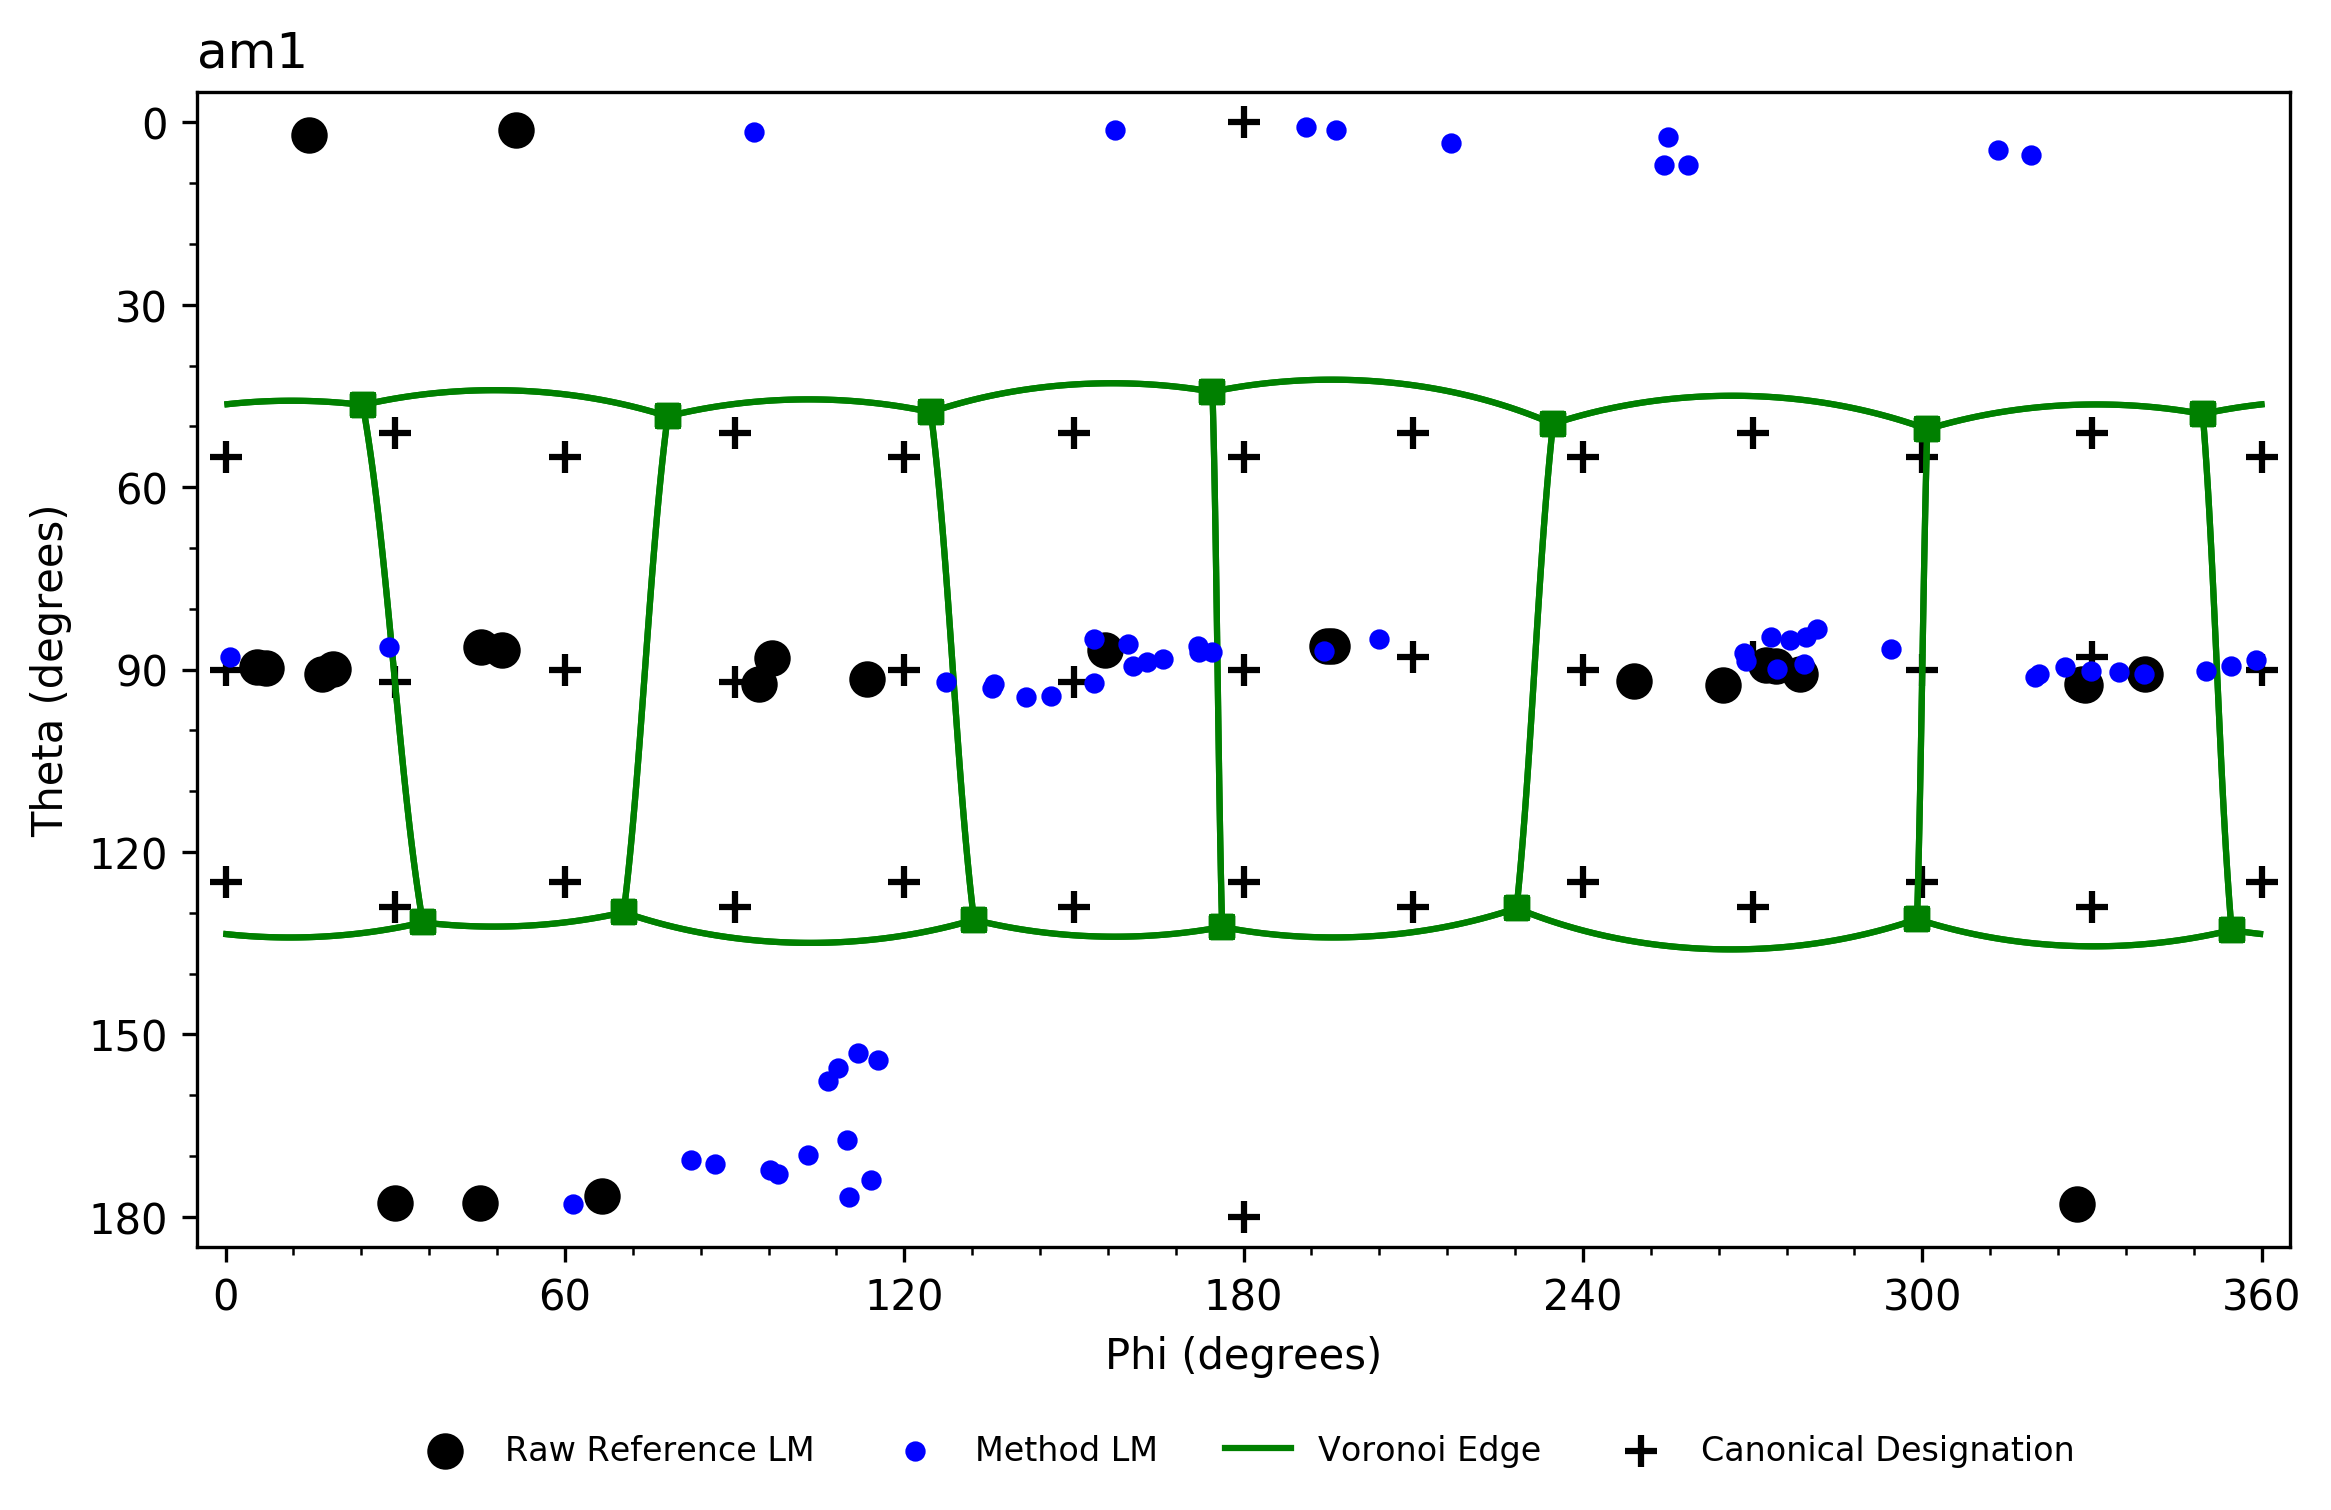 am1
0
30
60
90
120
150
180
Theta (degrees)
0 60 120 180 240 300 360
Phi (degrees)
Raw Reference LM Method LM Voronoi Edge Canonical Designation